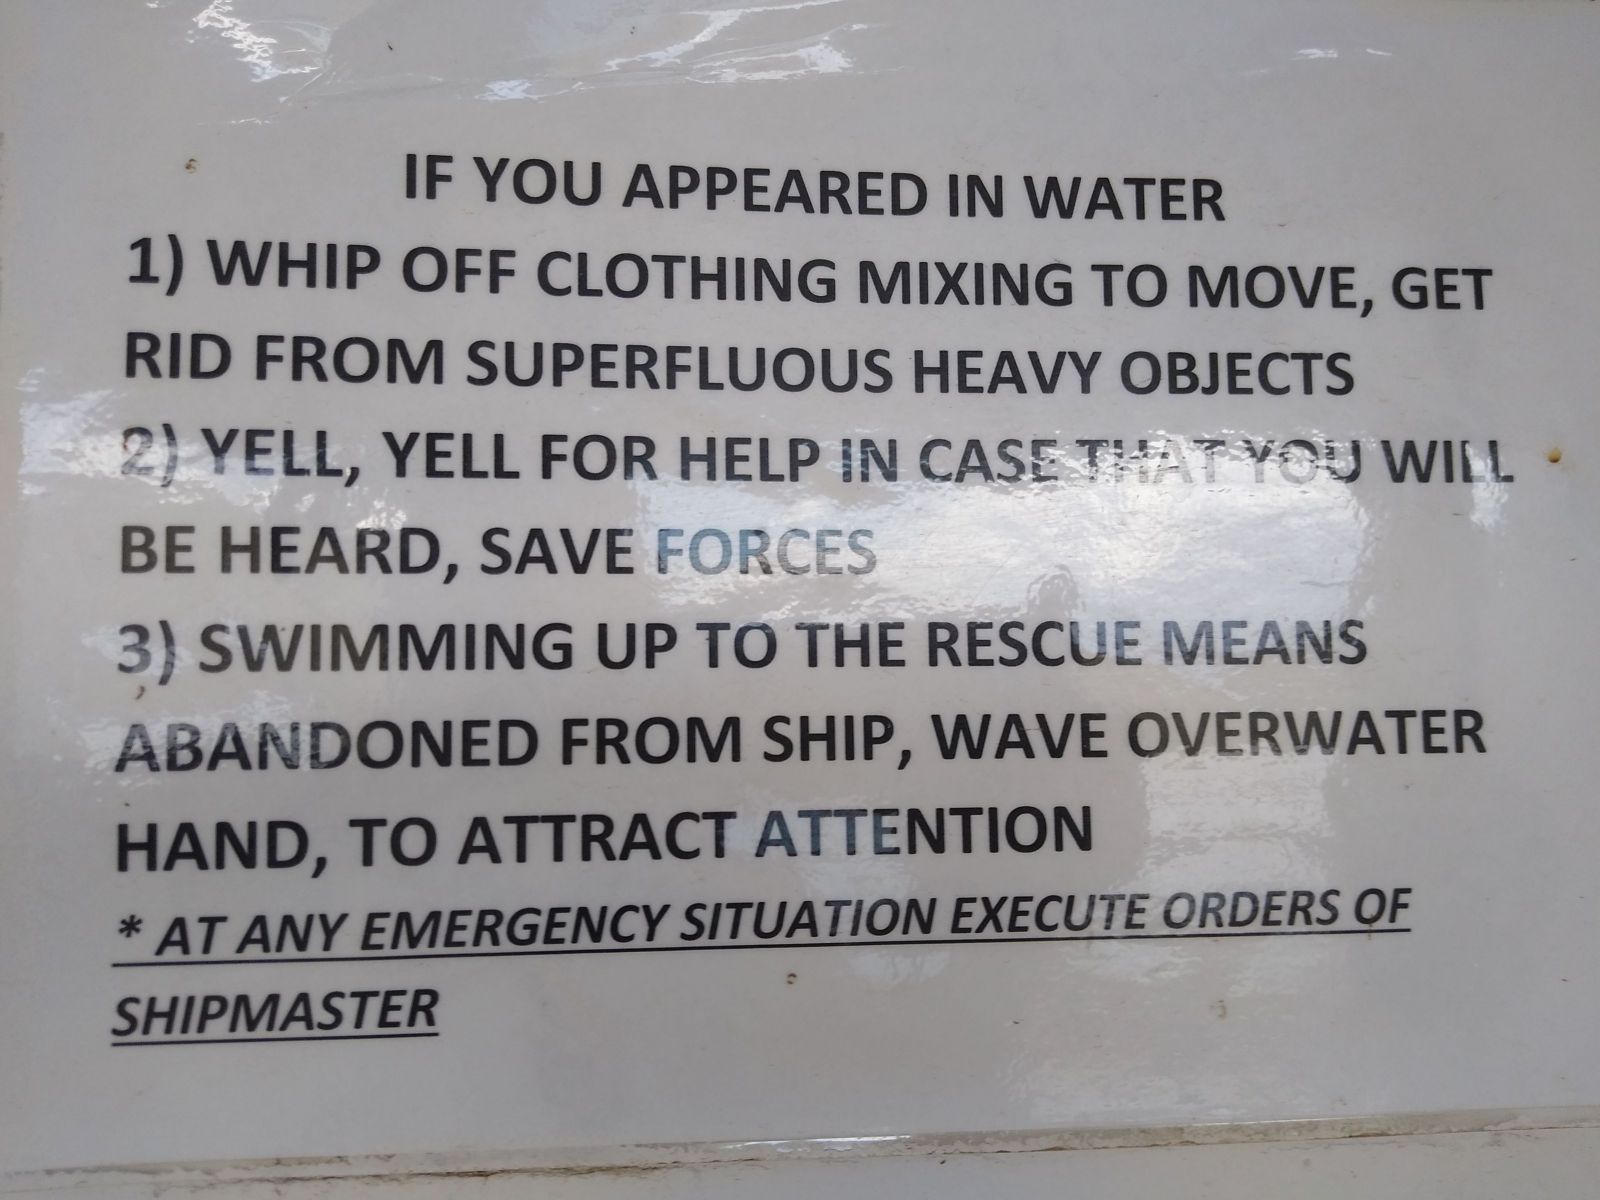 IF YOU APPEARED IN WATER
1) WHIP OFF CLOTHING MIXING TO MOVE, GET
RID FROM SUPERFLUOUS HEAVY OBJECTS
2) YELL, YELL FOR HELP IN CASE THAT YOU WILL
BE HEARD, SAVE FORCES
3) SWIMMING UP TO THE RESCUE MEANS
ABANDONED FROM SHIP, WAVE OVERWATER
HAND, TO ATTRACT ATTENTION
* AT ANY EMERGENCY SITUATION EXECUTE ORDERS OF
SHIPMASTER